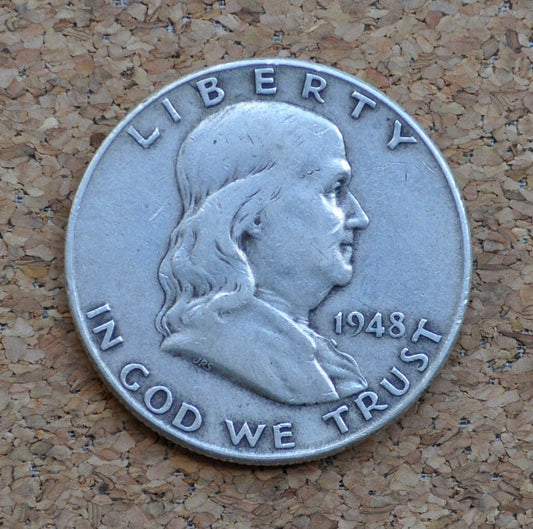 LIBERTY
1948
JRS
IN GOD WE TRUST